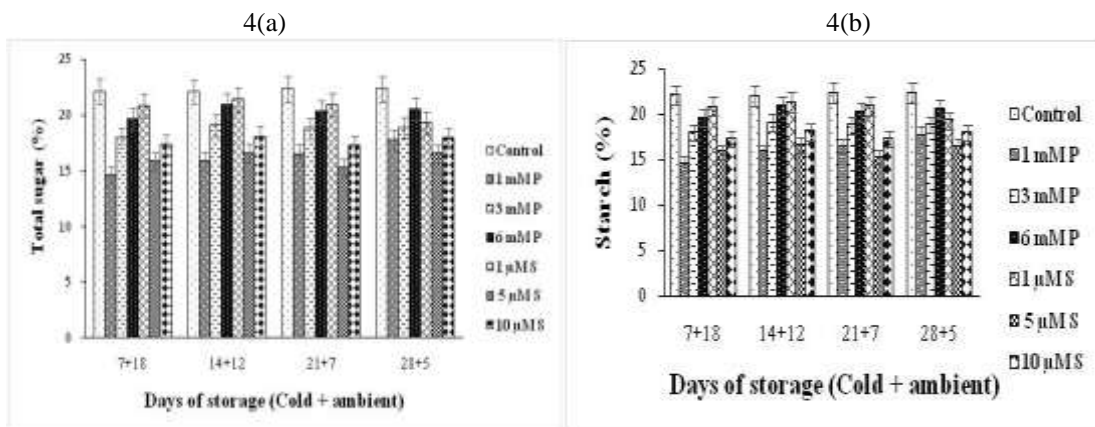 4(a)
4(b)
Total sugar (%)
25
20
15
10
5
0
7+18 14+12 21+7 28+5
Days of storage (Cold + ambient)
Control
1 mMP
3 mMP
6 mMP
1 µMS
5 µMS
10 µMS
Starch (%)
25
20
15
10
5
0
7+18 14+12 21+7 28+5
Days of storage (Cold + ambient)
Control
1 mMP
3 mMP
6 mMP
1 µMS
5 µMS
10 µMS